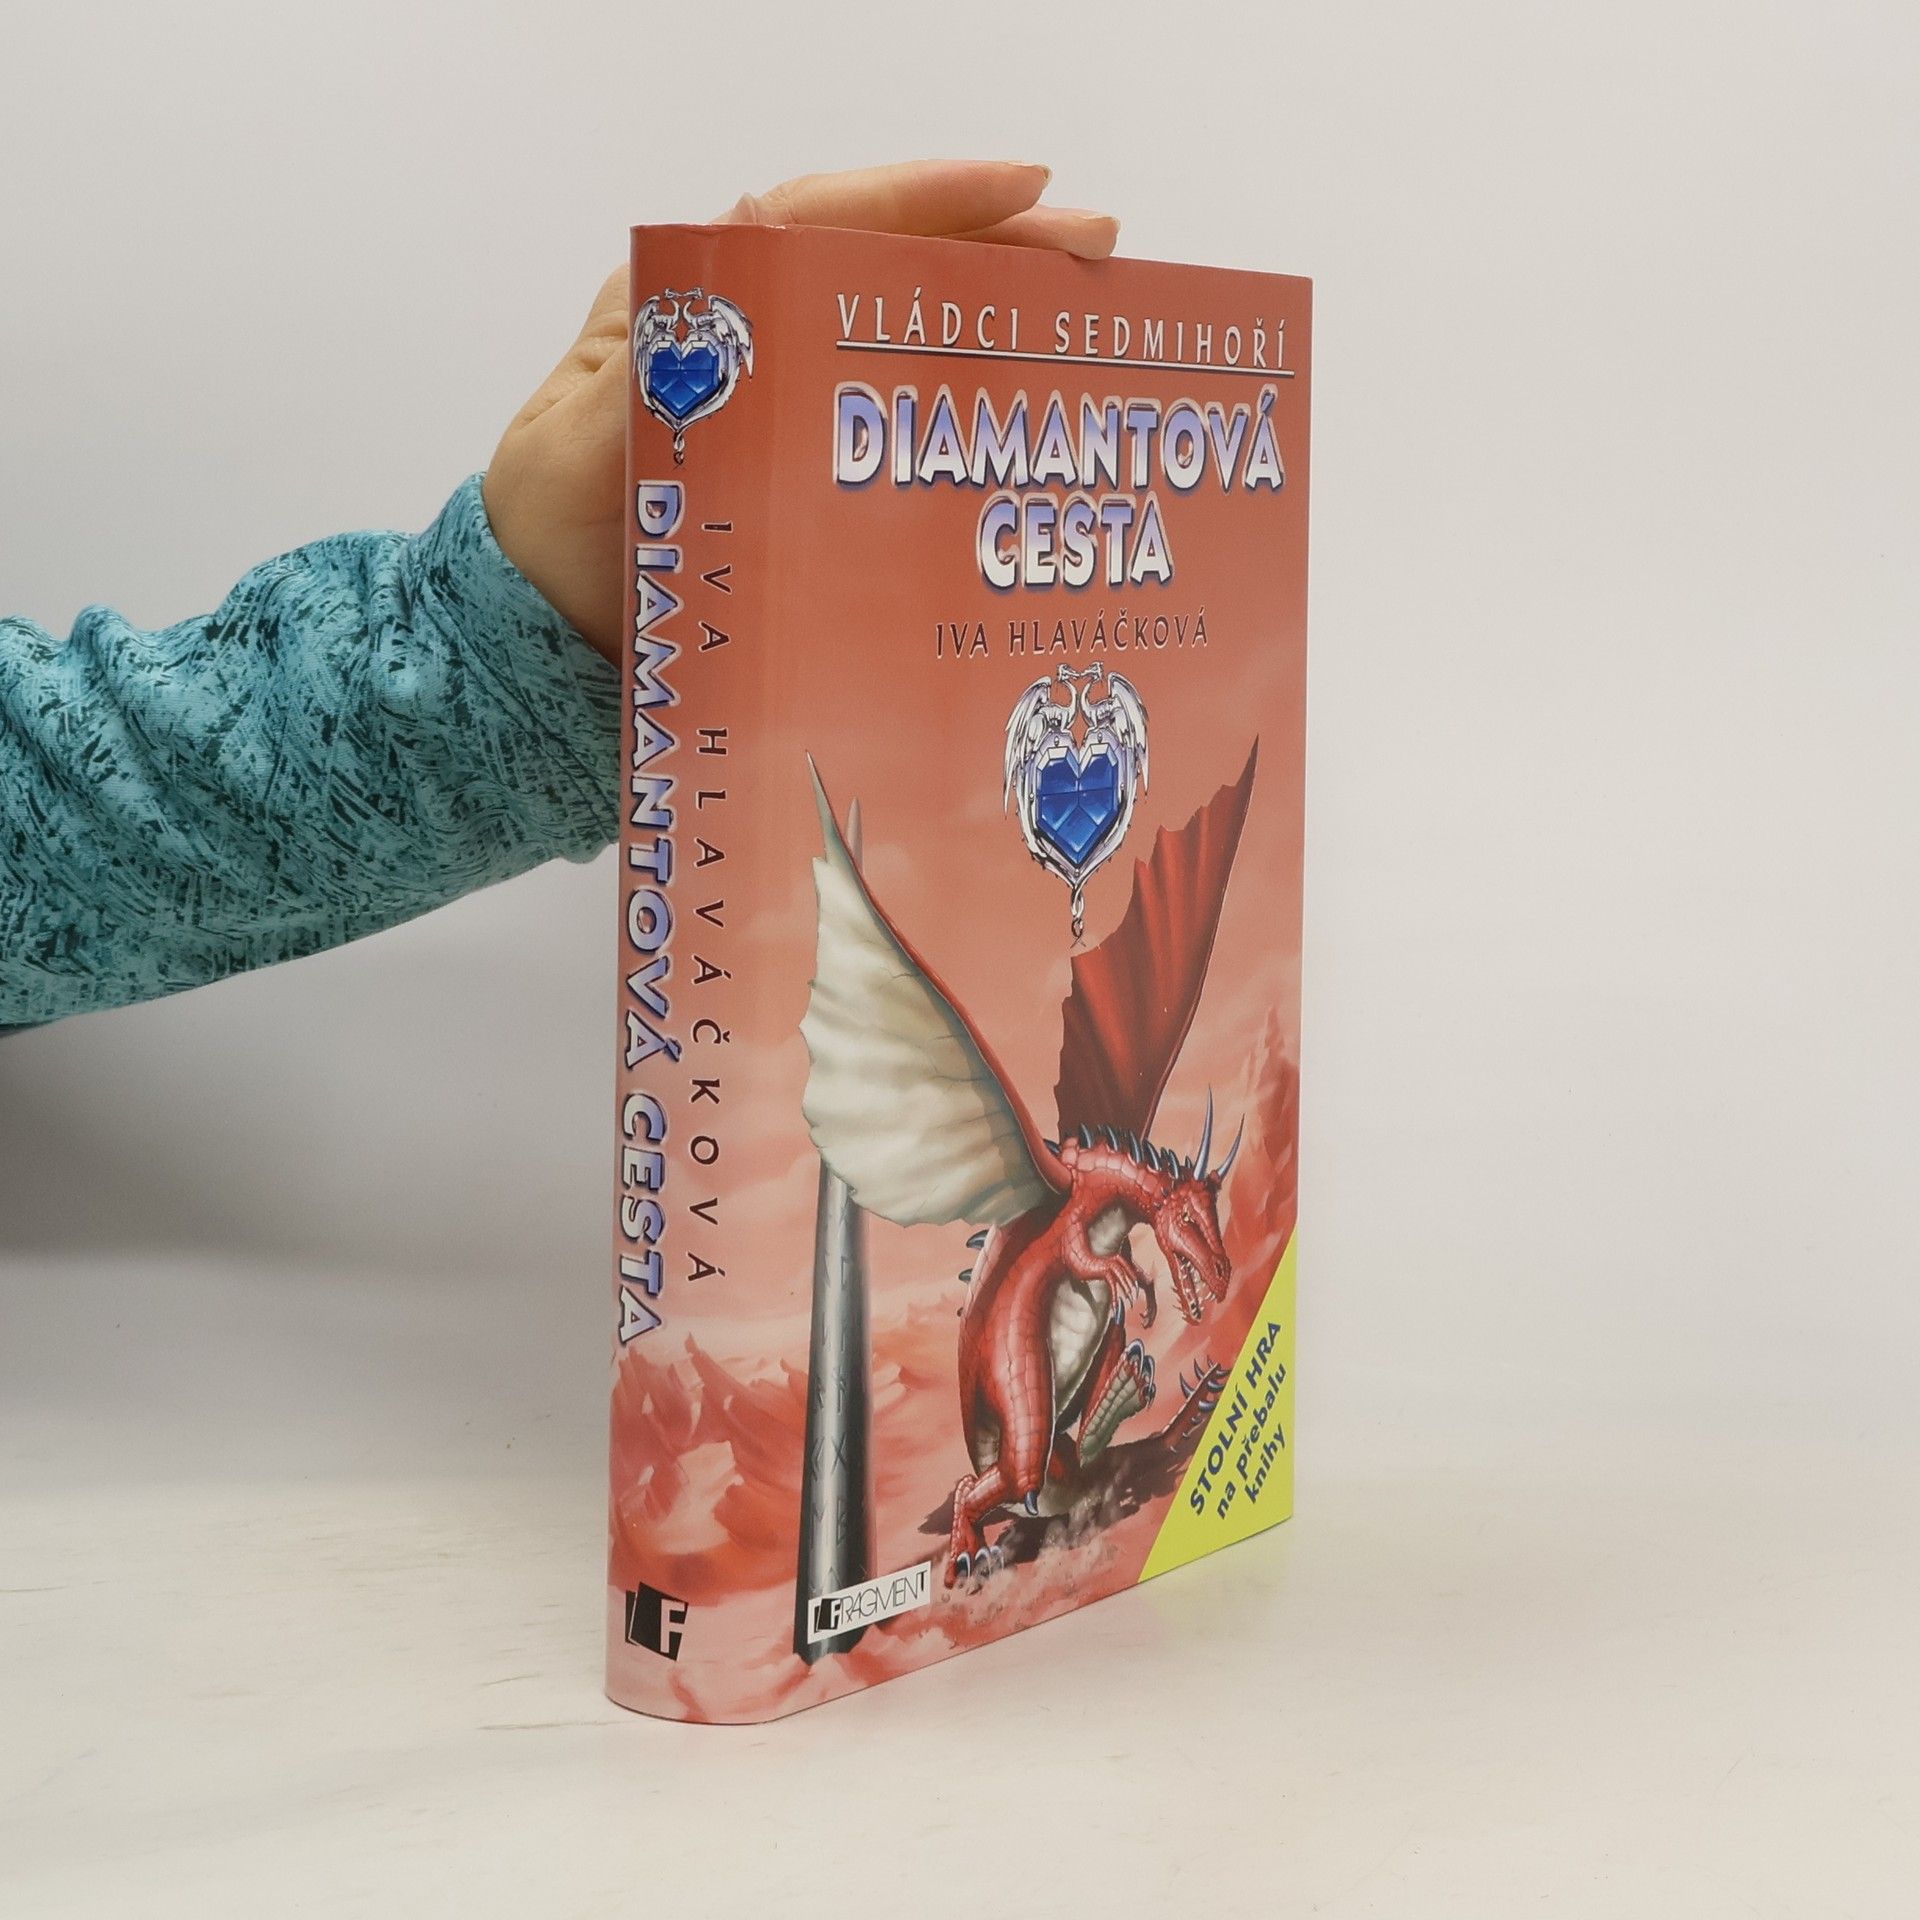 VLÁDCI SEDMIHOŘÍ
DIAMANTOVÁ
CESTA
IVA HLAVÁČKOVÁ
STOLNÍ HRA
na přebalu
knihy
FRAGMENT
IVA HLAVÁČKOVÁ
DIAMANTOVÁ CESTA
F